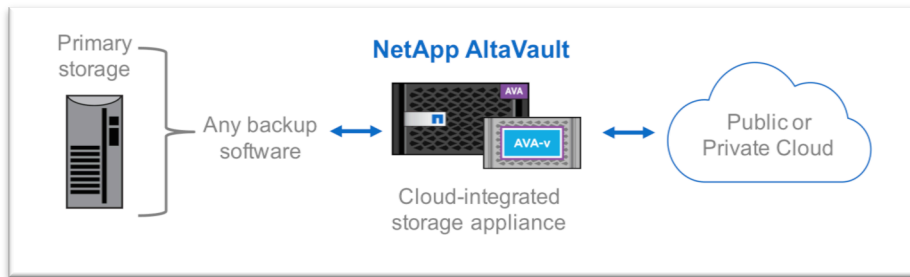 Primary
storage
Any backup
software
NetApp AltaVault
AVA
AVA-v
Cloud-integrated
storage appliance
Public or
Private Cloud